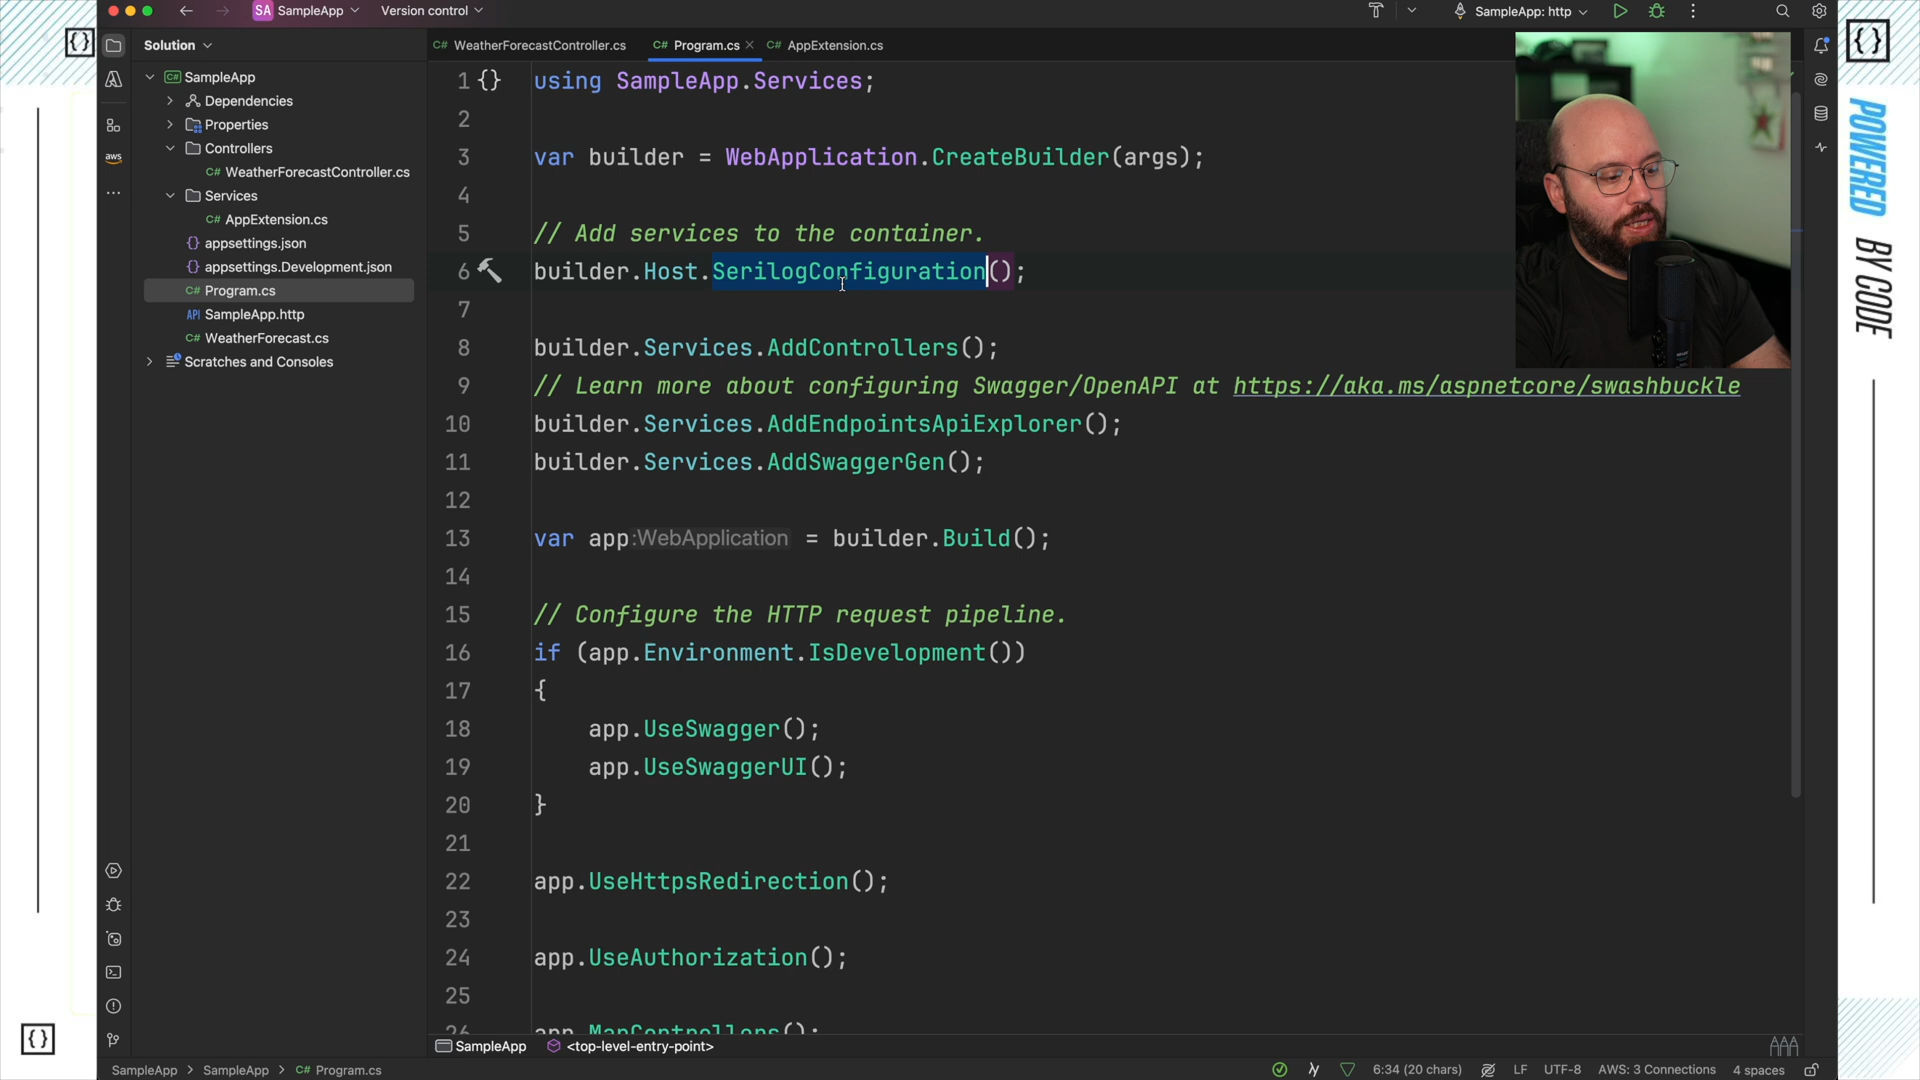 SA SampleApp Version control SampleApp: http
Solution
WeatherForecastController.cs Program.cs AppExtension.cs
SampleApp
Dependencies
Properties
Controllers
C# WeatherForecastController.cs
Services
C# AppExtension.cs
{} appsettings.json
{} appsettings.Development.json
C# Program.cs
API SampleApp.http
C# WeatherForecast.cs
Scratches and Consoles
aws
1 {} using SampleApp.Services;
2
3 var builder = WebApplication.CreateBuilder(args);
4
5 // Add services to the container.
6 builder.Host.SerilogConfiguration();
7
8 builder.Services.AddControllers();
9 // Learn more about configuring Swagger/OpenAPI at https://aka.ms/aspnetcore/swashbuckle
10 builder.Services.AddEndpointsApiExplorer();
11 builder.Services.AddSwaggerGen();
12
13 var app:WebApplication = builder.Build();
14
15 // Configure the HTTP request pipeline.
16 if (app.Environment.IsDevelopment())
17 {
18 app.UseSwagger();
19 app.UseSwaggerUI();
20 }
21
22 app.UseHttpsRedirection();
23
24 app.UseAuthorization();
25
26 app.MapControllers();
SampleApp <top-level-entry-point>
SampleApp > SampleApp > C# Program.cs 6:34 (20 chars) LF UTF-8 AWS: 3 Connections 4 spaces
{}
{}
{}
POWERED BY CODE